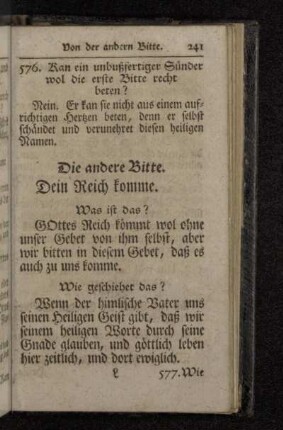 Von der andern Bitte. 241
576. Kan ein unbußfertiger Sünder
wol die erste Bitte recht
beten?
Nein. Er kan sie nicht aus einem auf-
richtigen Hertzen beten, denn er selbst
schändet und verunehret diesen heiligen
Namen.
Die andere Bitte.
Dein Reich komme.
Was ist das?
GOttes Reich kömmt wol ohne
unser Gebet von ihm selbst, aber
wir bitten in diesem Gebet, daß es
auch zu uns komme.
Wie geschiehet das?
Wenn der himlische Vater uns
seinen Heiligen Geist gibt, daß wir
seinem heiligen Worte durch seine
Gnade glauben, und göttlich leben
hier zeitlich, und dort ewiglich.
L 577. Wie